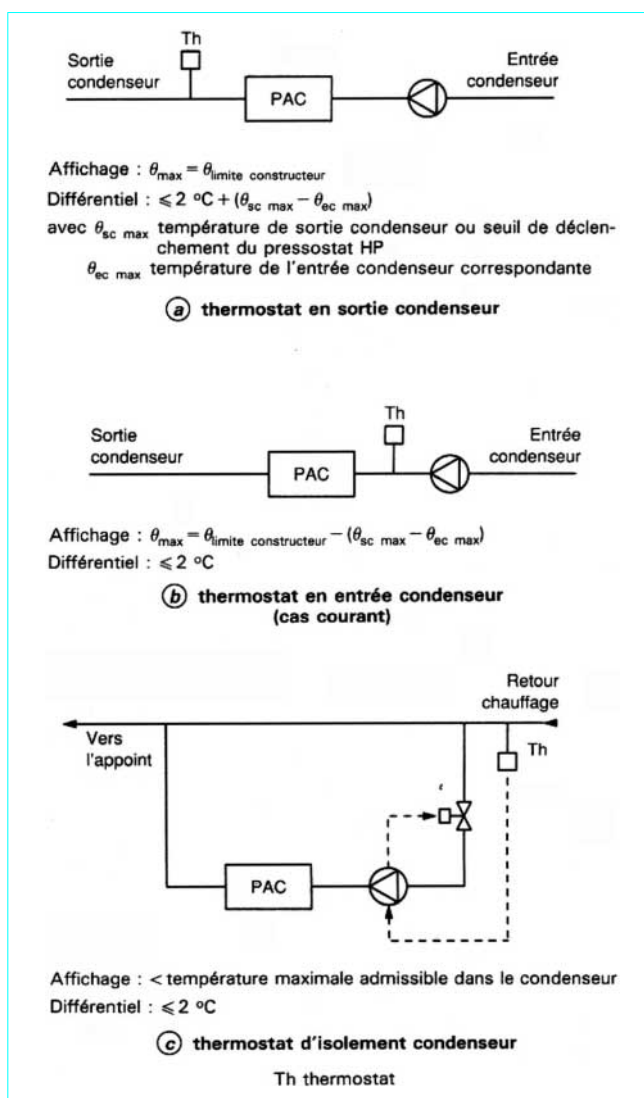 Th
Sortie
condenseur
Entrée
condenseur
PAC
Affichage : θmax = θlimite constructeur
Différentiel : ⩽ 2 °C + (θsc max − θec max)
avec θsc max température de sortie condenseur ou seuil de déclen-
chement du pressostat HP
θec max température de l'entrée condenseur correspondante
a thermostat en sortie condenseur
Th
Sortie
condenseur
Entrée
condenseur
PAC
Affichage : θmax = θlimite constructeur − (θsc max − θec max)
Différentiel : ⩽ 2 °C
b thermostat en entrée condenseur
(cas courant)
Retour
chauffage
Vers
l'appoint
Th
PAC
Affichage : < température maximale admissible dans le condenseur
Différentiel : ⩽ 2 °C
c thermostat d'isolement condenseur
Th thermostat